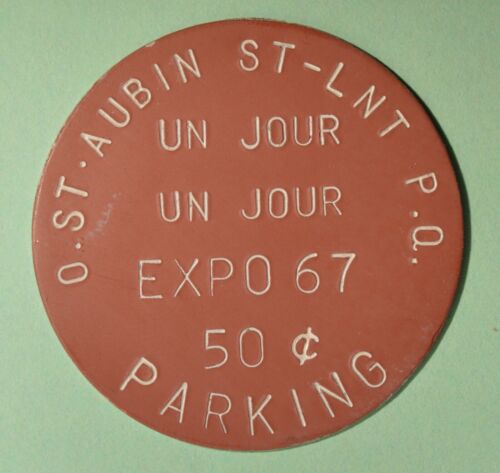 O.ST.AUBIN ST-LNT P.Q.
UN JOUR
UN JOUR
EXPO 67
50 ¢
PARKING